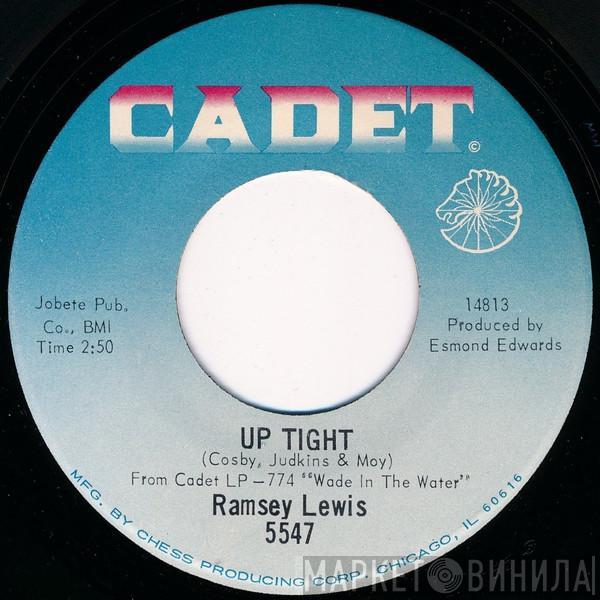 CADET
©
Jobete Pub.
Co., BMI
Time 2:50
14813
Produced by
Esmond Edwards
UP TIGHT
(Cosby, Judkins & Moy)
From Cadet LP-774 "Wade In The Water"
Ramsey Lewis
5547
MFG. BY CHESS PRODUCING CORP. CHICAGO, IL 60616
МАРКЕТ ВИНИЛА